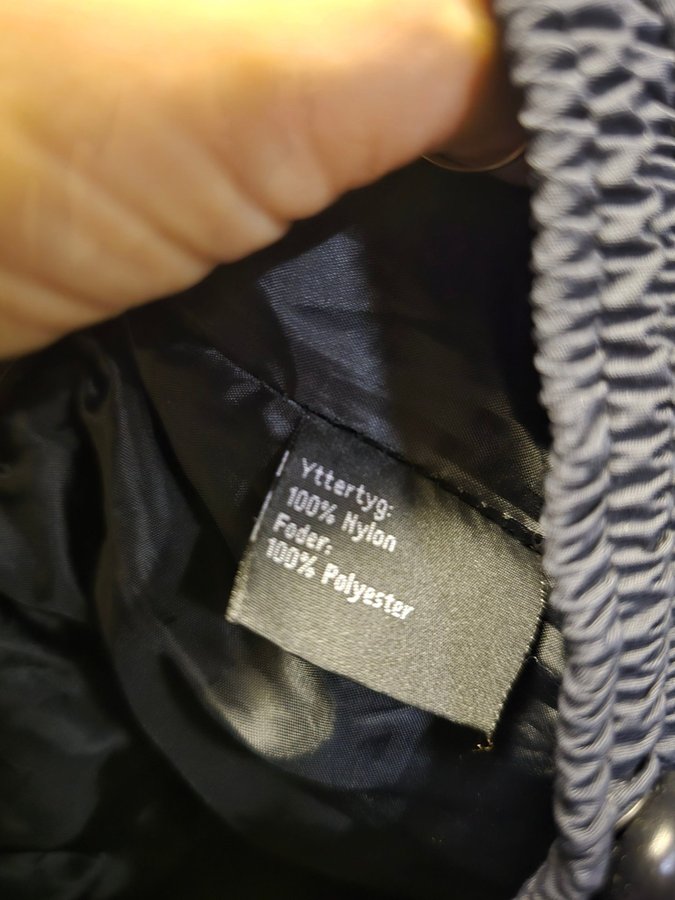 Yttertyg:
100% Nylon
Foder:
100% Polyester